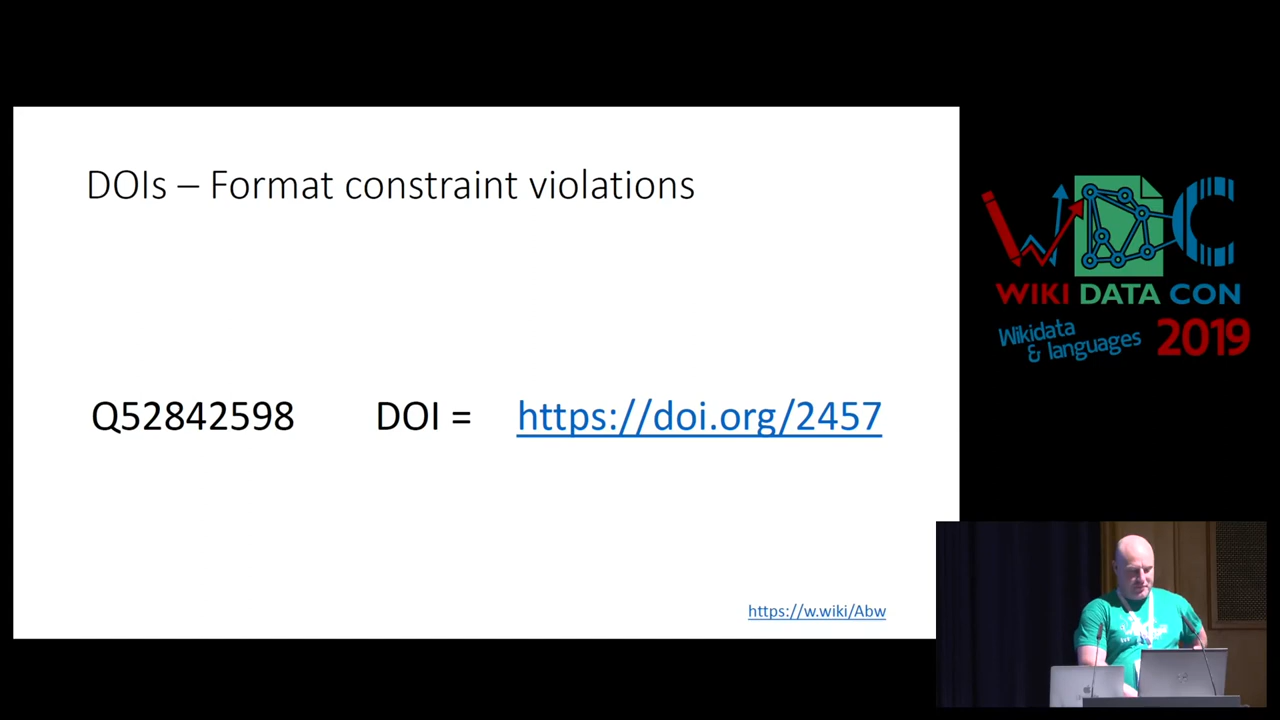 DOIs – Format constraint violations
Q52842598 DOI = https://doi.org/2457
https://w.wiki/Abw
WIKI DATA CON
Wikidata
& languages
2019